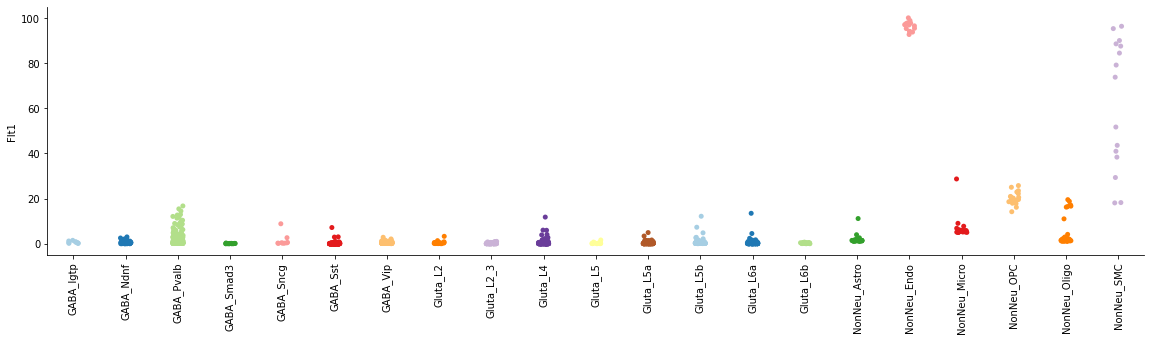 100
80
60
40
20
0
Flt1
GABA_Igtp
GABA_Ndnf
GABA_Pvalb
GABA_Smad3
GABA_Sncg
GABA_Sst
GABA_Vip
Gluta_L2
Gluta_L2_3
Gluta_L4
Gluta_L5
Gluta_L5a
Gluta_L5b
Gluta_L6a
Gluta_L6b
NonNeu_Astro
NonNeu_Endo
NonNeu_Micro
NonNeu_OPC
NonNeu_Oligo
NonNeu_SMC